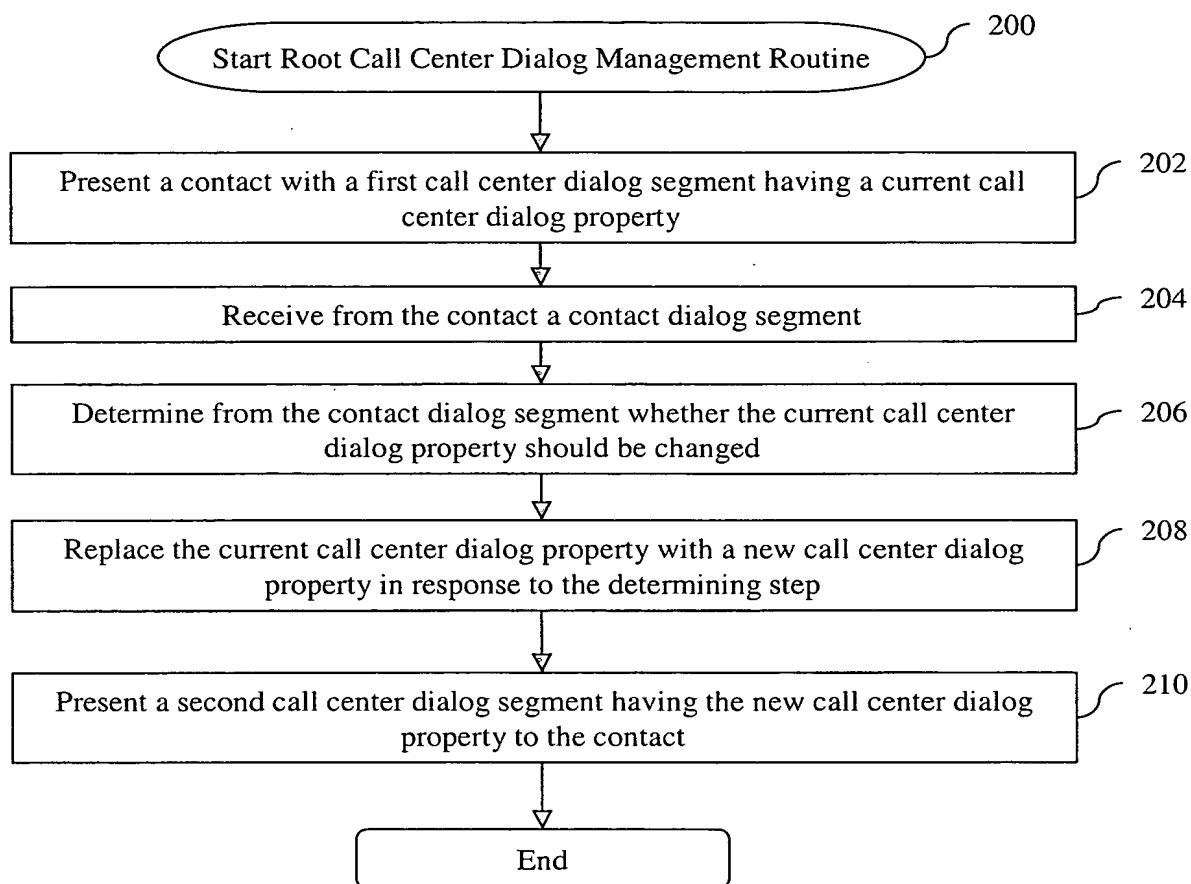 200
Start Root Call Center Dialog Management Routine
202
Present a contact with a first call center dialog segment having a current call
center dialog property
204
Receive from the contact a contact dialog segment
206
Determine from the contact dialog segment whether the current call center
dialog property should be changed
208
Replace the current call center dialog property with a new call center dialog
property in response to the determining step
210
Present a second call center dialog segment having the new call center dialog
property to the contact
End